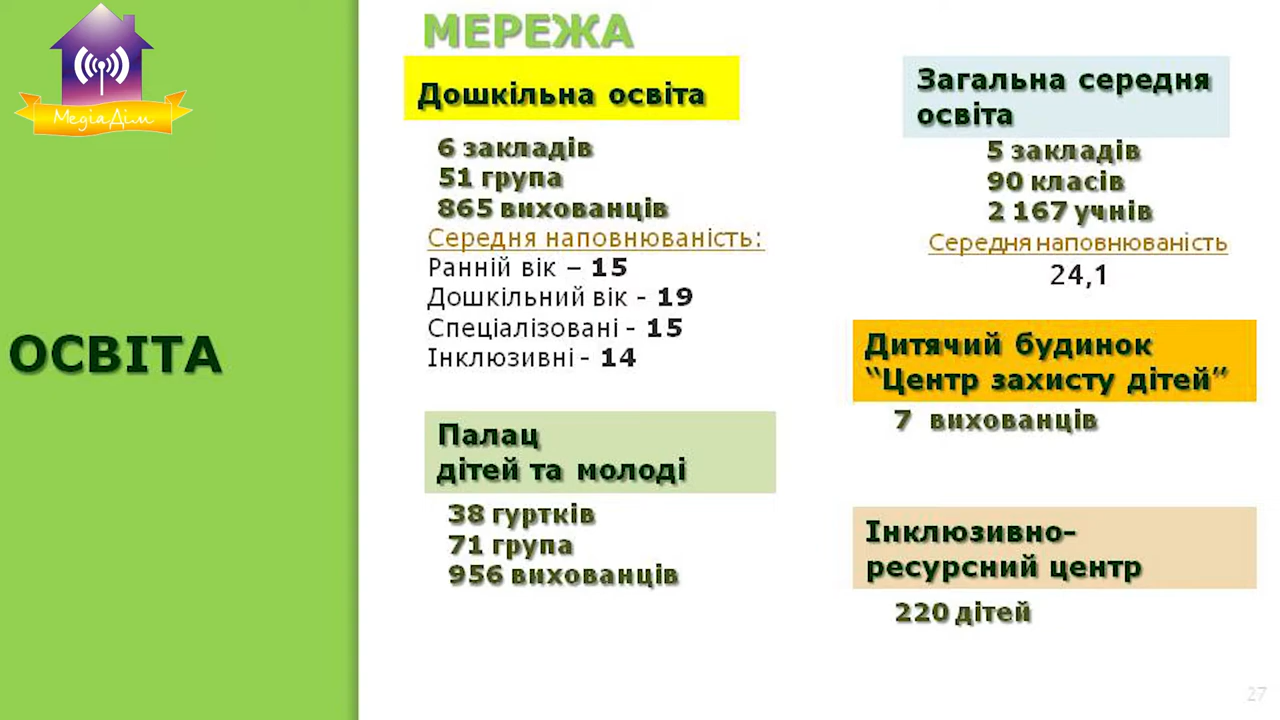 МедіаДім
ОСВІТА
МЕРЕЖА
Дошкільна освіта
6 закладів
51 група
865 вихованців
Середня наповнюваність:
Ранній вік – 15
Дошкільний вік - 19
Спеціалізовані - 15
Інклюзивні - 14
Палац
дітей та молоді
38 гуртків
71 група
956 вихованців
Загальна середня
освіта
5 закладів
90 класів
2 167 учнів
Середня наповнюваність
24,1
Дитячий будинок
“Центр захисту дітей”
7 вихованців
Інклюзивно-
ресурсний центр
220 дітей
27